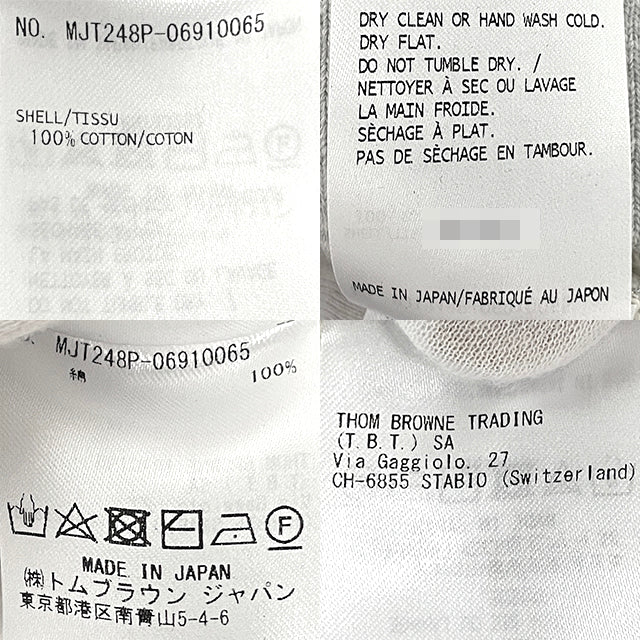 NO. MJT248P-06910065
SHELL/TISSU
100% COTTON/COTON
DRY CLEAN OR HAND WASH COLD.
DRY FLAT.
DO NOT TUMBLE DRY. /
NETTOYER À SEC OU LAVAGE
LA MAIN FROIDE.
SÈCHAGE À PLAT.
PAS DE SÈCHAGE EN TAMBOUR.
MADE IN JAPAN/FABRIQUÉ AU JAPON
MJT248P-06910065
綿 100%
F
MADE IN JAPAN
(株)トムブラウン ジャパン
東京都港区南青山5-4-6
THOM BROWNE TRADING
(T.B.T.) SA
Via Gaggiolo. 27
CH-6855 STABIO (Switzerland)